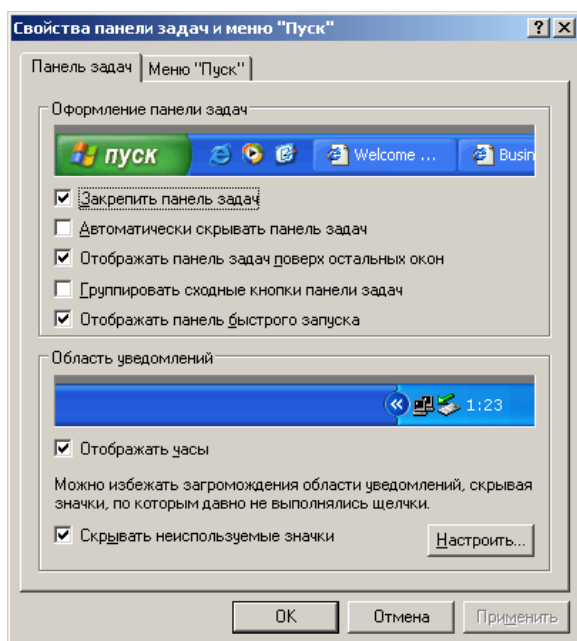 Свойства панели задач и меню "Пуск"
Панель задач Меню "Пуск"
Оформление панели задач
пуск Welcome ... Busin
Закрепить панель задач
Автоматически скрывать панель задач
Отображать панель задач поверх остальных окон
Группировать сходные кнопки панели задач
Отображать панель быстрого запуска
Область уведомлений
1:23
Отображать часы
Можно избежать загромождения области уведомлений, скрывая
значки, по которым давно не выполнялись щелчки.
Скрывать неиспользуемые значки Настроить...
OK Отмена Применить